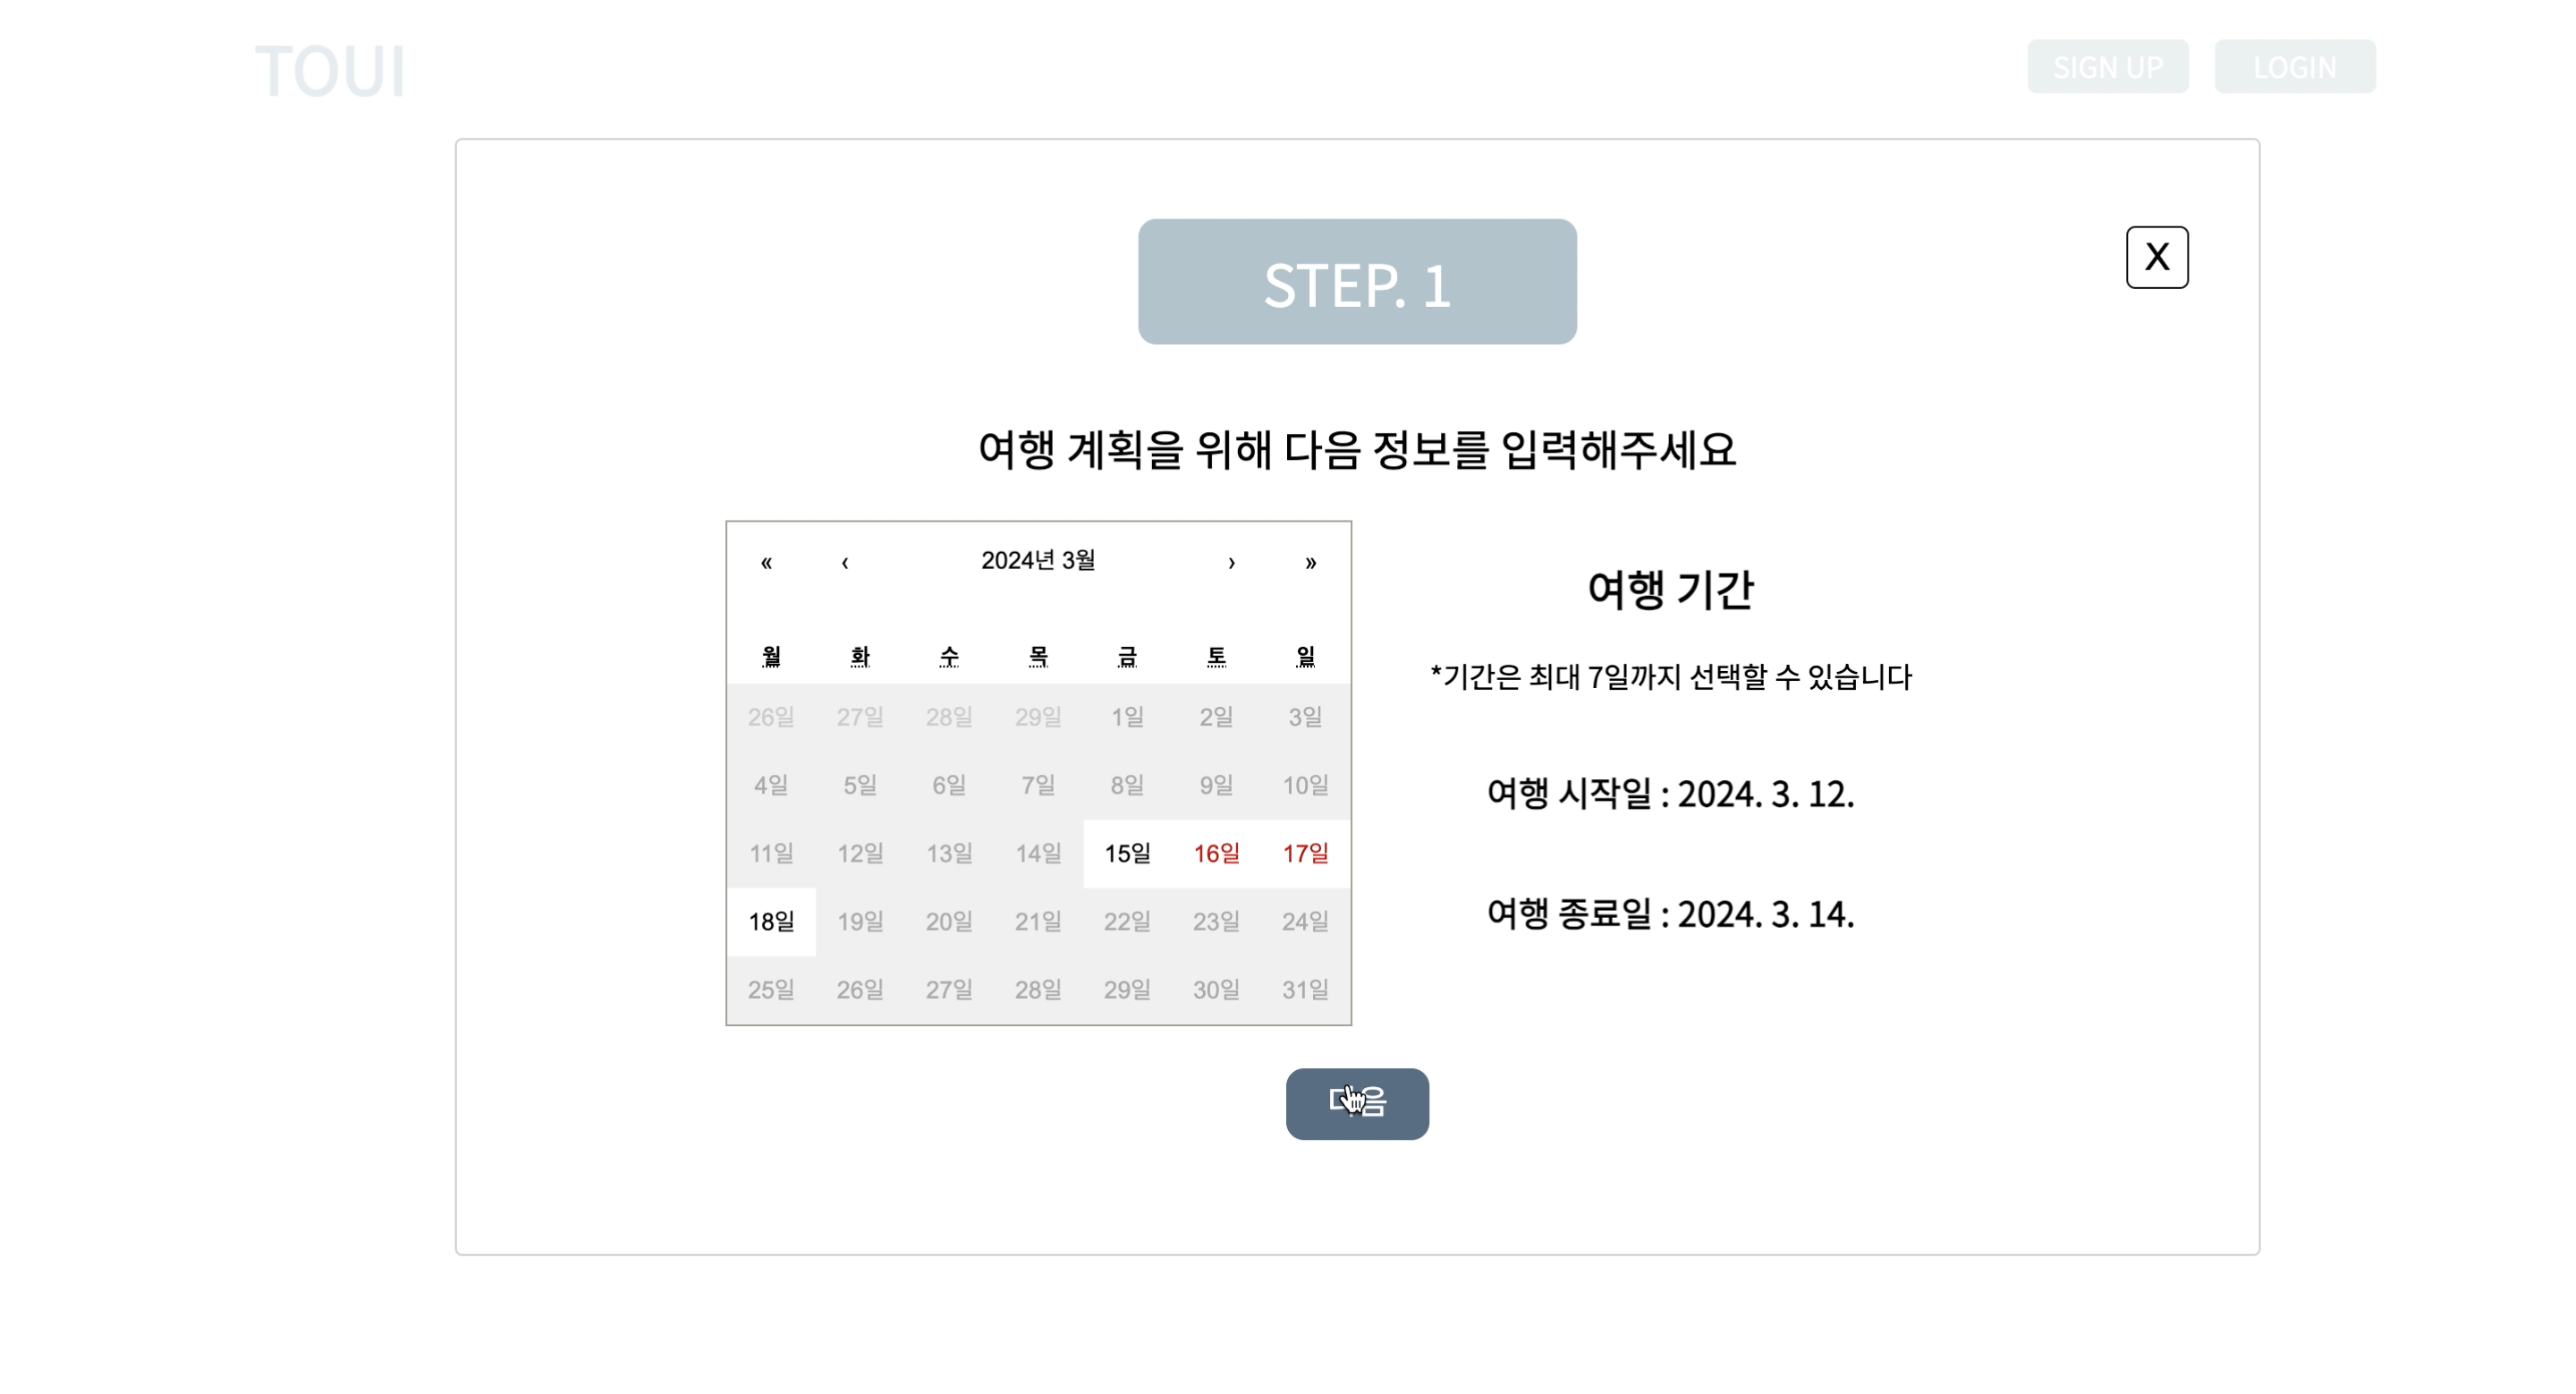 TOUI
SIGN UP
LOGIN
STEP. 1
X
여행 계획을 위해 다음 정보를 입력해주세요
« ‹ 2024년 3월 › »
월 화 수 목 금 토 일
26일 27일 28일 29일 1일 2일 3일
4일 5일 6일 7일 8일 9일 10일
11일 12일 13일 14일 15일 16일 17일
18일 19일 20일 21일 22일 23일 24일
25일 26일 27일 28일 29일 30일 31일
여행 기간
*기간은 최대 7일까지 선택할 수 있습니다
여행 시작일 : 2024. 3. 12.
여행 종료일 : 2024. 3. 14.
다음